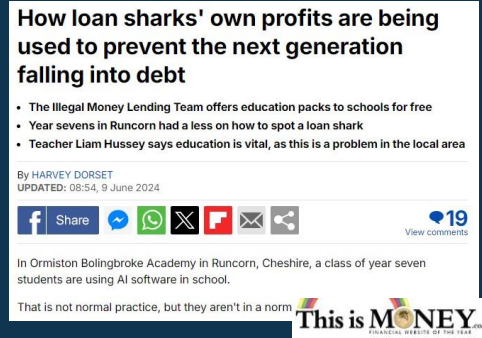 How loan sharks' own profits are being
used to prevent the next generation
falling into debt
• The Illegal Money Lending Team offers education packs to schools for free
• Year sevens in Runcorn had a less on how to spot a loan shark
• Teacher Liam Hussey says education is vital, as this is a problem in the local area
By HARVEY DORSET
UPDATED: 08:54, 9 June 2024
f Share
19
View comments
In Ormiston Bolingbroke Academy in Runcorn, Cheshire, a class of year seven
students are using AI software in school.
That is not normal practice, but they aren't in a norm
This is MONEY
FINANCIAL WEBSITE OF THE YEAR